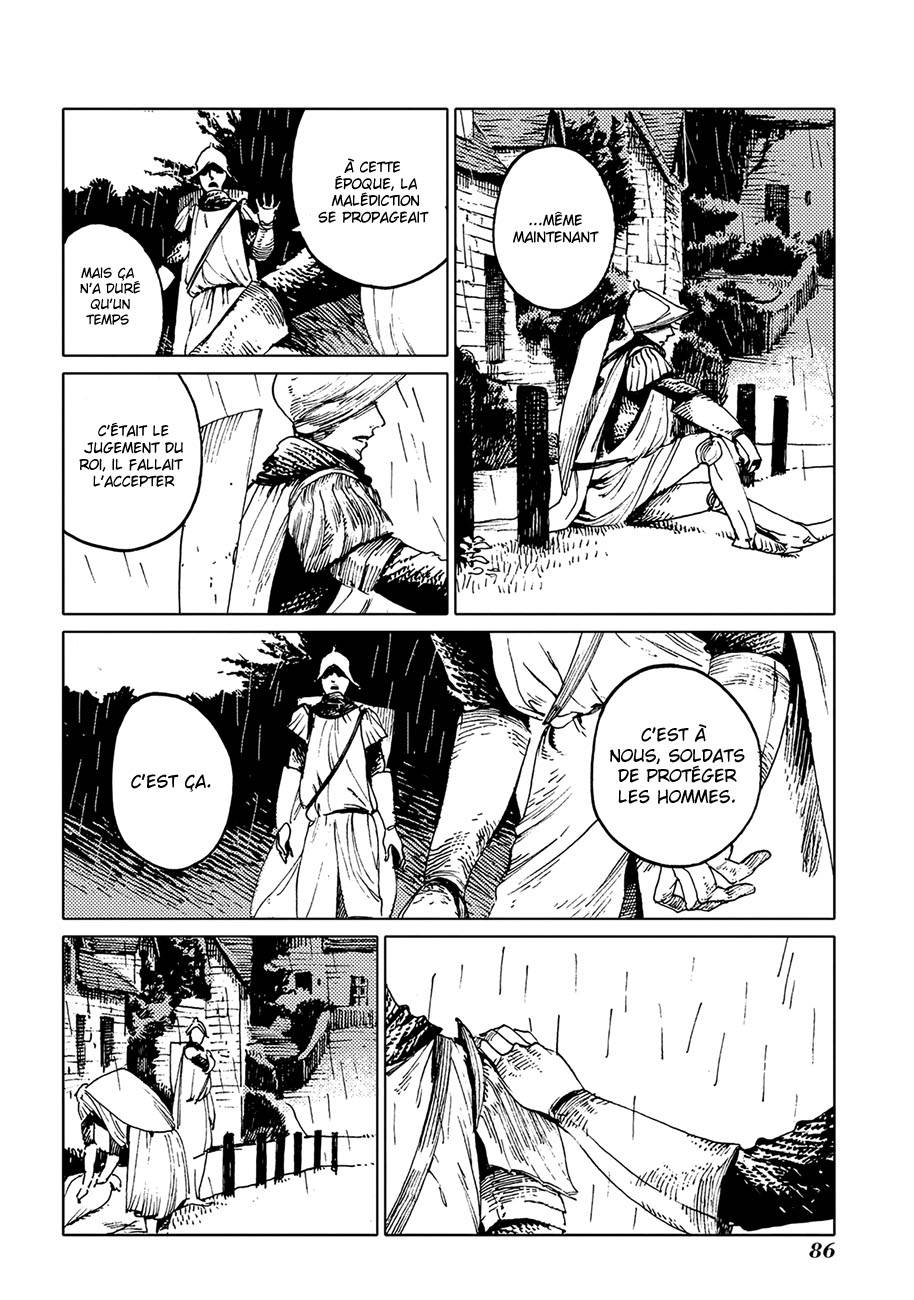 ...MÊME
MAINTENANT
À CETTE
ÉPOQUE, LA
MALÉDICTION
SE PROPAGEAIT
MAIS ÇA
N'A DURÉ
QU'UN
TEMPS
C'ÉTAIT LE
JUGEMENT DU
ROI, IL FALLAIT
L'ACCEPTER
C'EST À
NOUS, SOLDATS
DE PROTÉGER
LES HOMMES.
C'EST ÇA.
86